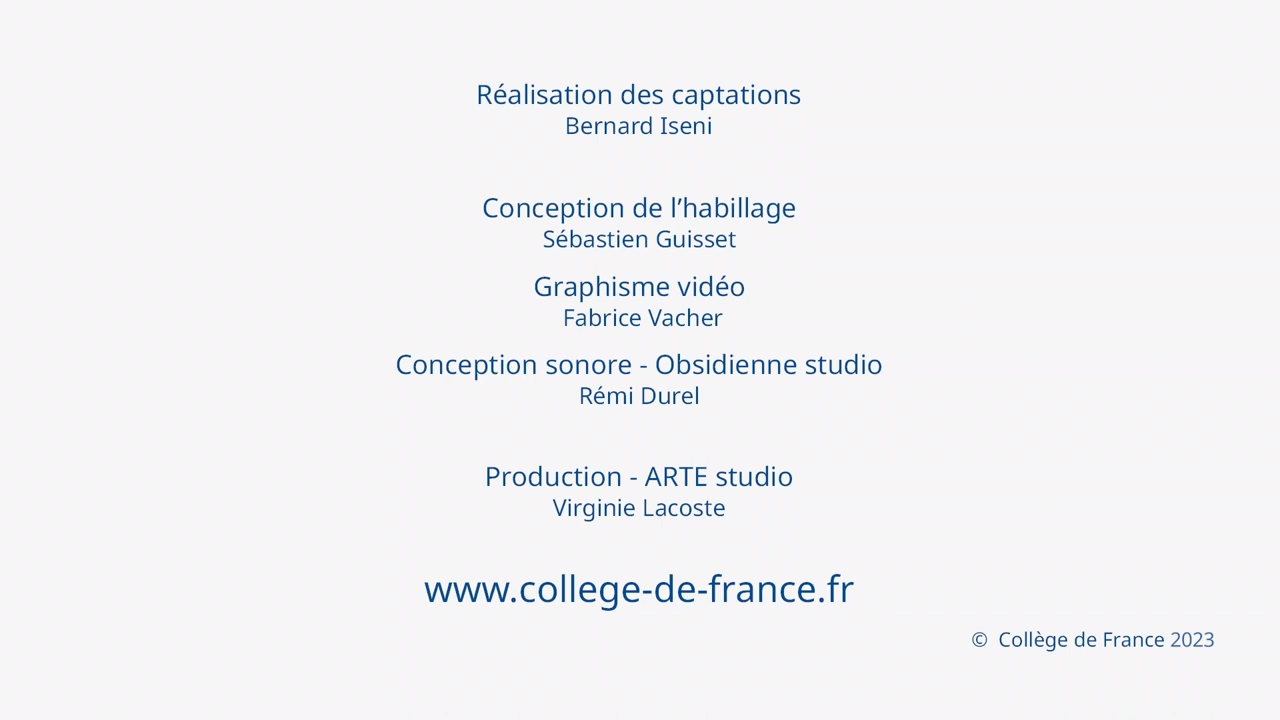 Réalisation des captations
Bernard Iseni
Conception de l’habillage
Sébastien Guisset
Graphisme vidéo
Fabrice Vacher
Conception sonore - Obsidienne studio
Rémi Durel
Production - ARTE studio
Virginie Lacoste
www.college-de-france.fr
© Collège de France 2023